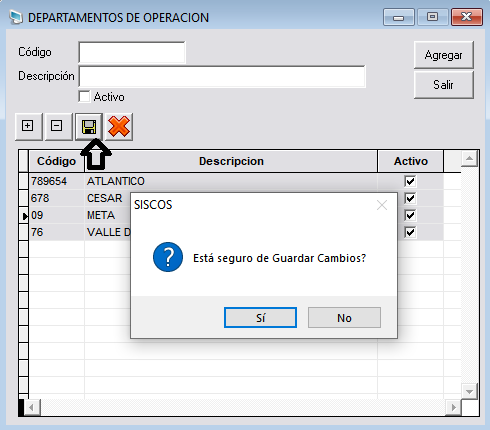 DEPARTAMENTOS DE OPERACION
Código
Agregar
Descripción
Salir
Activo
Código Descripcion Activo
789654 ATLANTICO
678 CESAR
09 META
76 VALLE D
SISCOS
Está seguro de Guardar Cambios?
Sí No